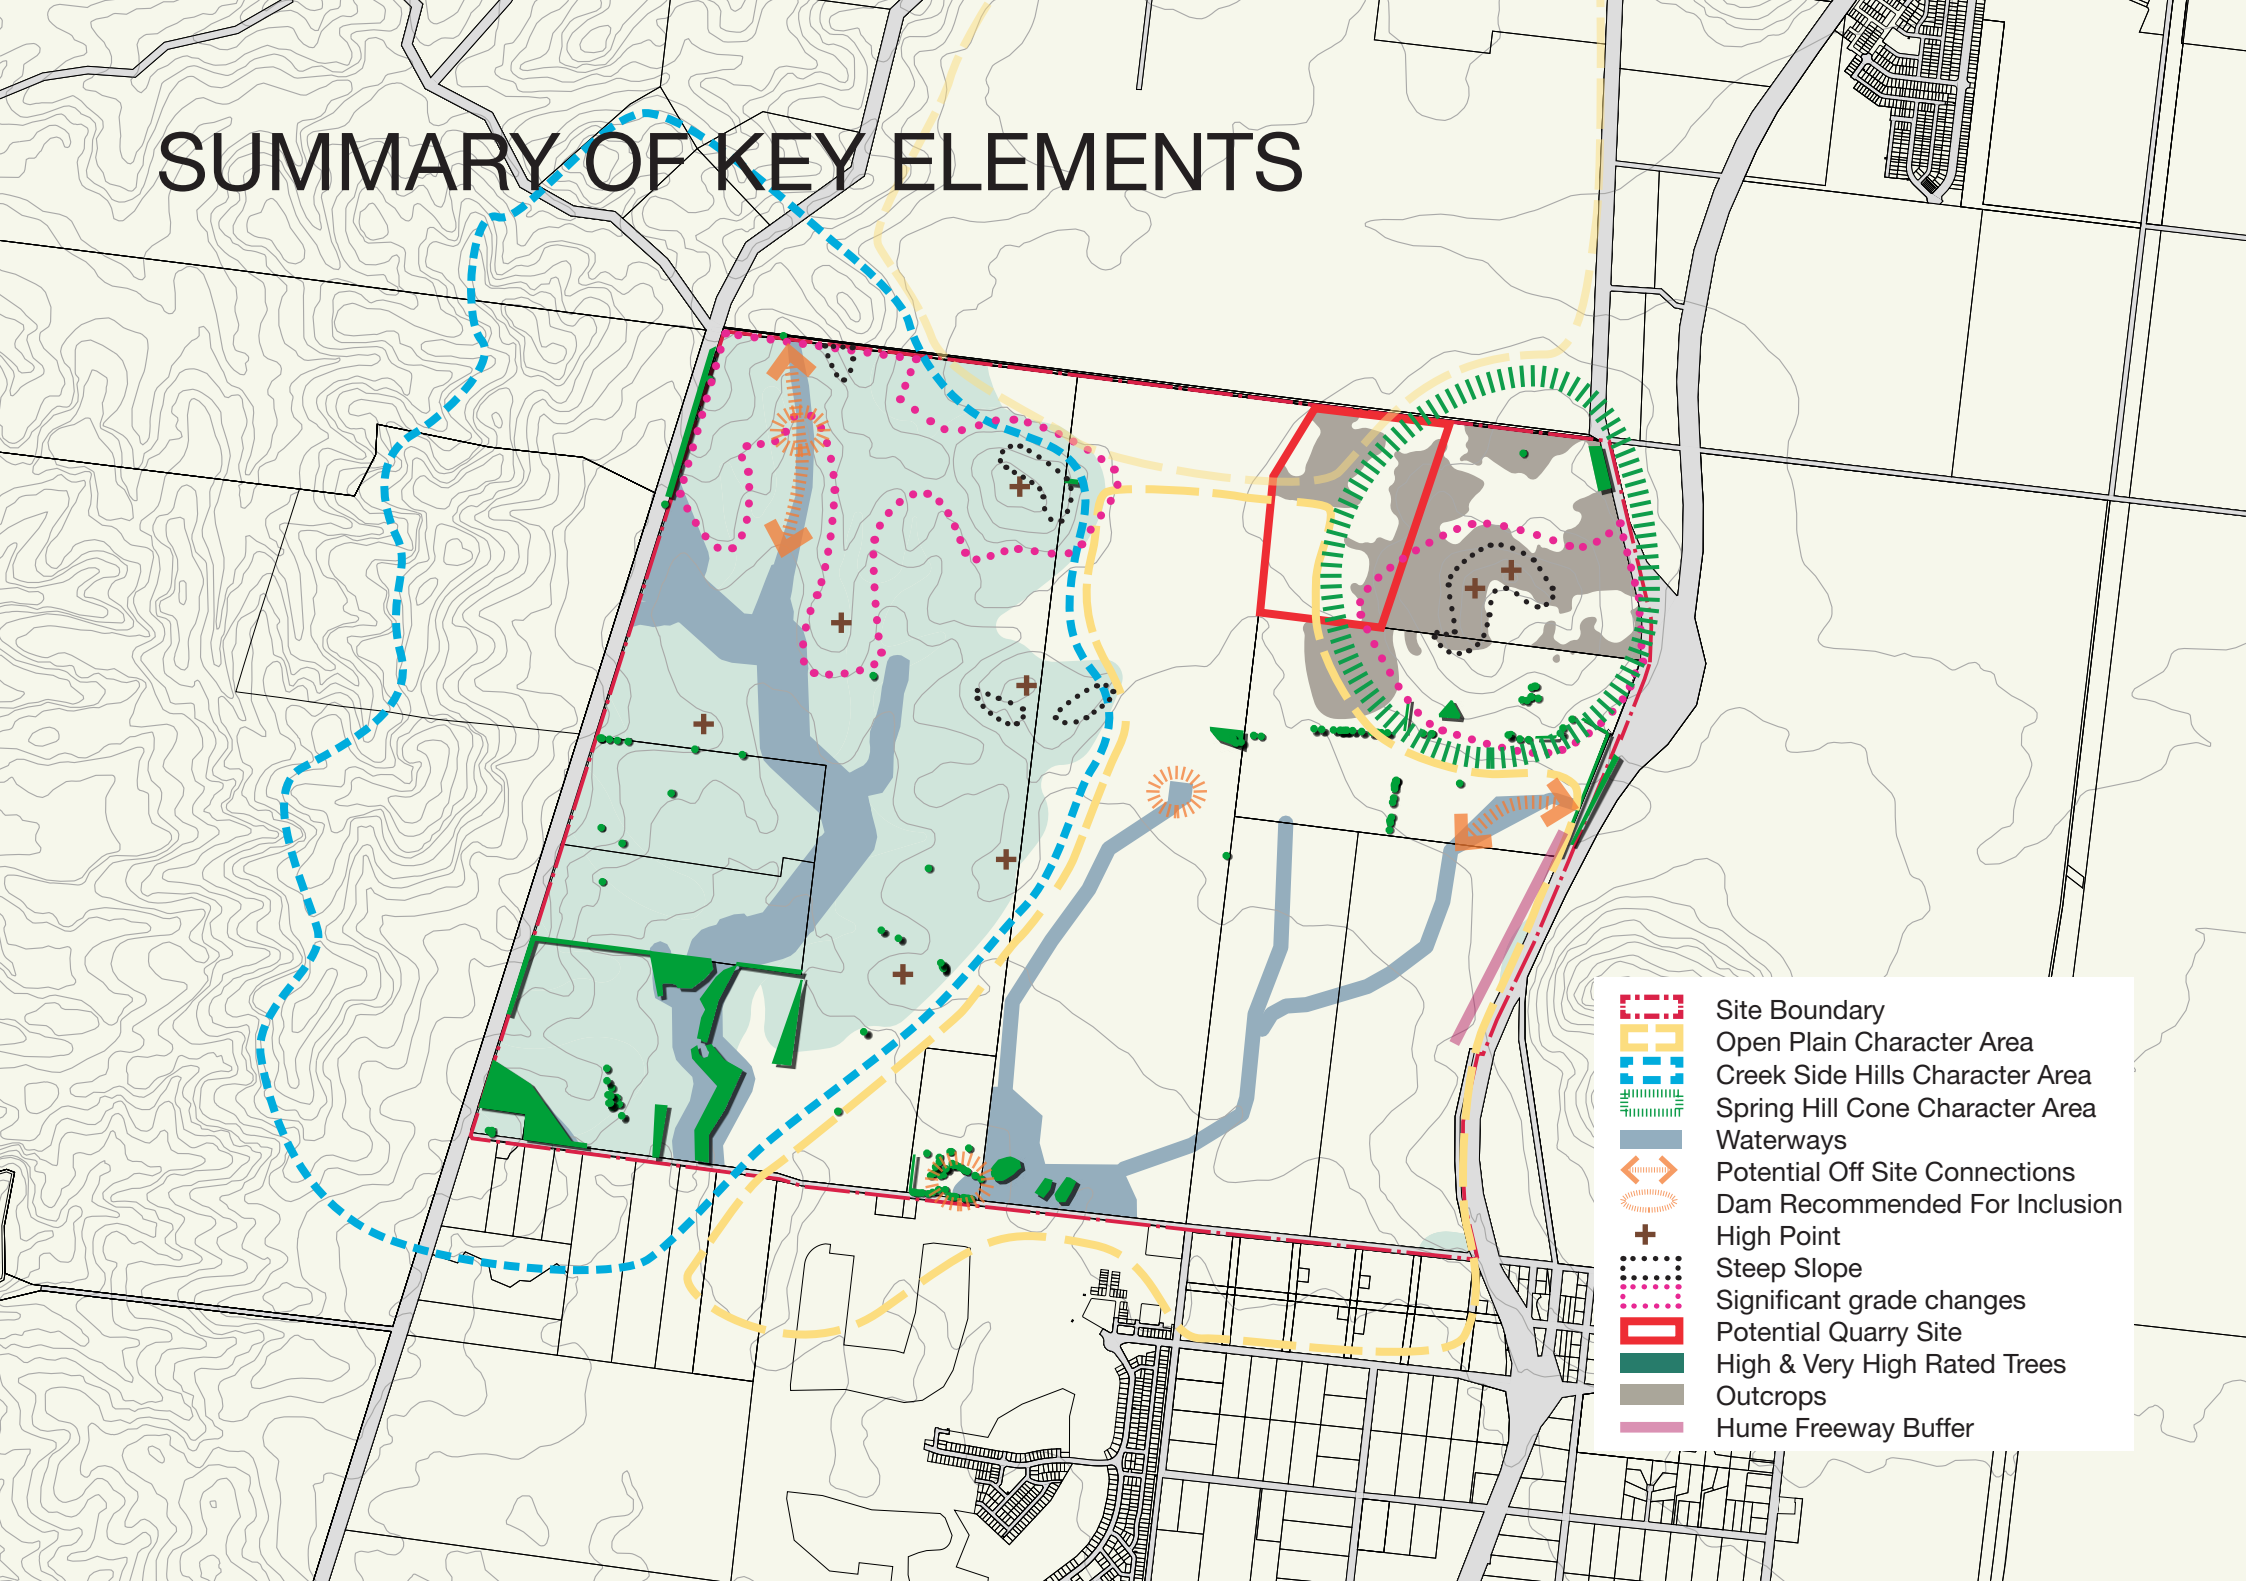 SUMMARY OF KEY ELEMENTS
Site Boundary
Open Plain Character Area
Creek Side Hills Character Area
Spring Hill Cone Character Area
Waterways
Potential Off Site Connections
Dam Recommended For Inclusion
High Point
Steep Slope
Significant grade changes
Potential Quarry Site
High & Very High Rated Trees
Outcrops
Hume Freeway Buffer